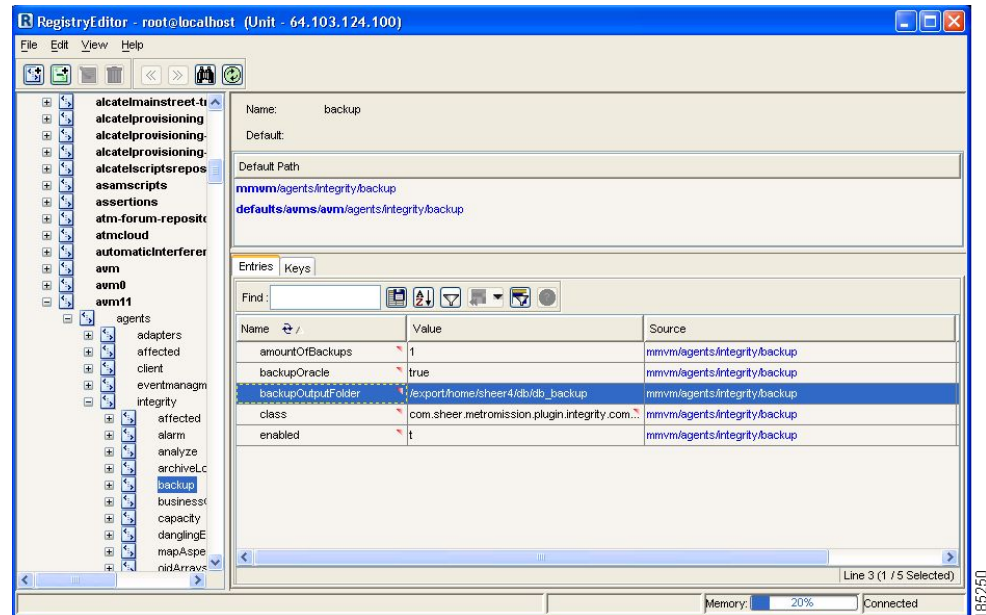 RegistryEditor - root@localhost (Unit - 64.103.124.100)
File Edit View Help
alcatelmainstreet-tr
alcatelprovisioning
alcatelprovisioning-
alcatelprovisioning-
alcatelscriptsrepos
asamscripts
assertions
atm-forum-reposito
atmcloud
automaticInterferer
avm
avm0
avm11
agents
adapters
affected
client
eventmanagm
integrity
affected
alarm
analyze
archiveLo
backup
business
capacity
danglingE
mapAspe
oidArrays
Name: backup
Default:
Default Path
mmvm/agents/integrity/backup
defaults/avms/avm/agents/integrity/backup
Entries Keys
Find:
Name Value Source
amountOfBackups 1 mmvm/agents/integrity/backup
backupOracle true mmvm/agents/integrity/backup
backupOutputFolder /export/home/sheer4/db/db_backup mmvm/agents/integrity/backup
class com.sheer.metromission.plugin.integrity.com... mmvm/agents/integrity/backup
enabled t mmvm/agents/integrity/backup
Line 3 (1 / 5 Selected)
Memory: 20% Connected